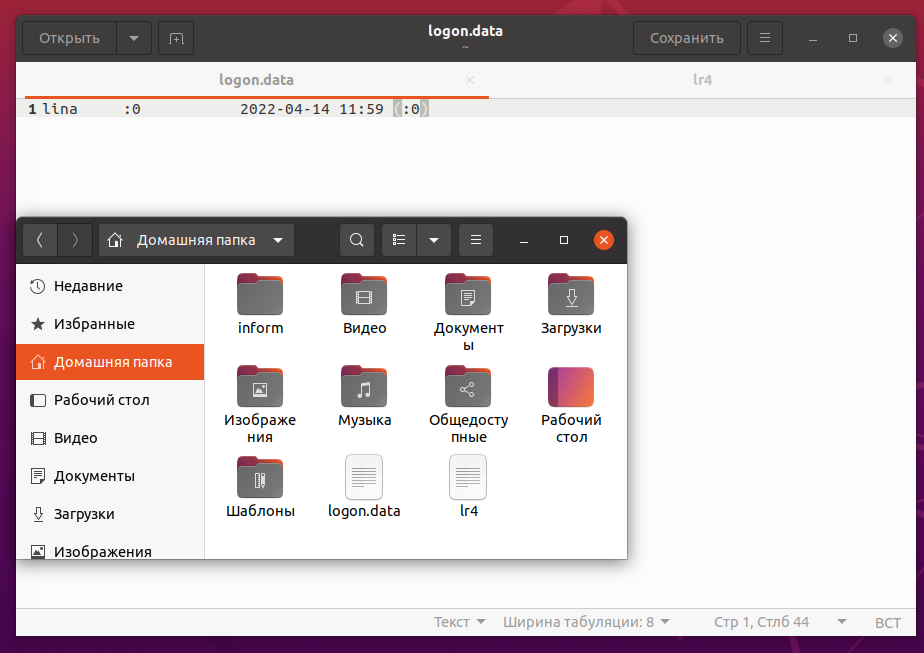 Открыть
logon.data
~
Сохранить
logon.data
lr4
1 lina :0 2022-04-14 11:59 (:0)
Домашняя папка
Недавние
Избранные
Домашняя папка
Рабочий стол
Видео
Документы
Загрузки
Изображения
inform
Видео
Документ
ы
Загрузки
Изображе
ния
Музыка
Общедосту
пные
Рабочий
стол
Шаблоны
logon.data
lr4
Текст
Ширина табуляции: 8
Стр 1, Стлб 44
ВСТ